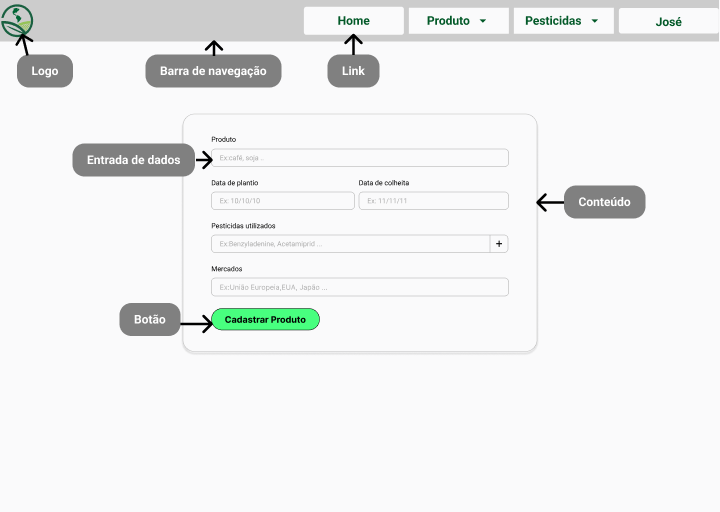 Home
Produto
Pesticidas
José
Logo
Barra de navegação
Link
Produto
Entrada de dados
Ex:café, soja ..
Data de plantio
Data de colheita
Ex: 10/10/10
Ex: 11/11/11
Conteúdo
Pesticidas utilizados
Ex:Benzyladenine, Acetamiprid ...
+
Mercados
Ex:União Europeia,EUA, Japão ...
Botão
Cadastrar Produto